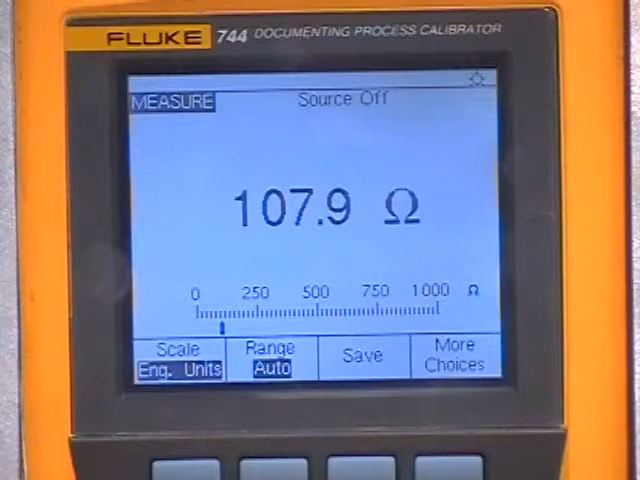 FLUKE 744 DOCUMENTING PROCESS CALIBRATOR
MEASURE Source Off
107.9 Ω
0 250 500 750 1000 Ω
Scale Range Save More
Eng. Units Auto Choices